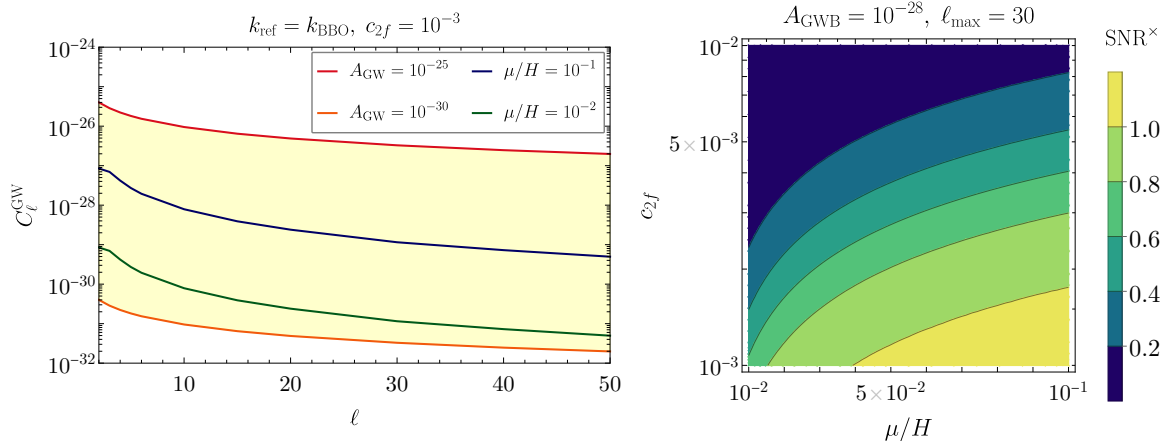 k_ref = k_BBO, c_2f = 10^-3
A_GW = 10^-25
μ/H = 10^-1
A_GW = 10^-30
μ/H = 10^-2
C_ℓ^GW
10^-24
10^-26
10^-28
10^-30
10^-32
10 20 30 40 50
ℓ
A_GWB = 10^-28, ℓ_max = 30
c_2f
10^-2
5×10^-3
10^-3
10^-2 5×10^-2 10^-1
μ/H
SNR^×
1.0
0.8
0.6
0.4
0.2